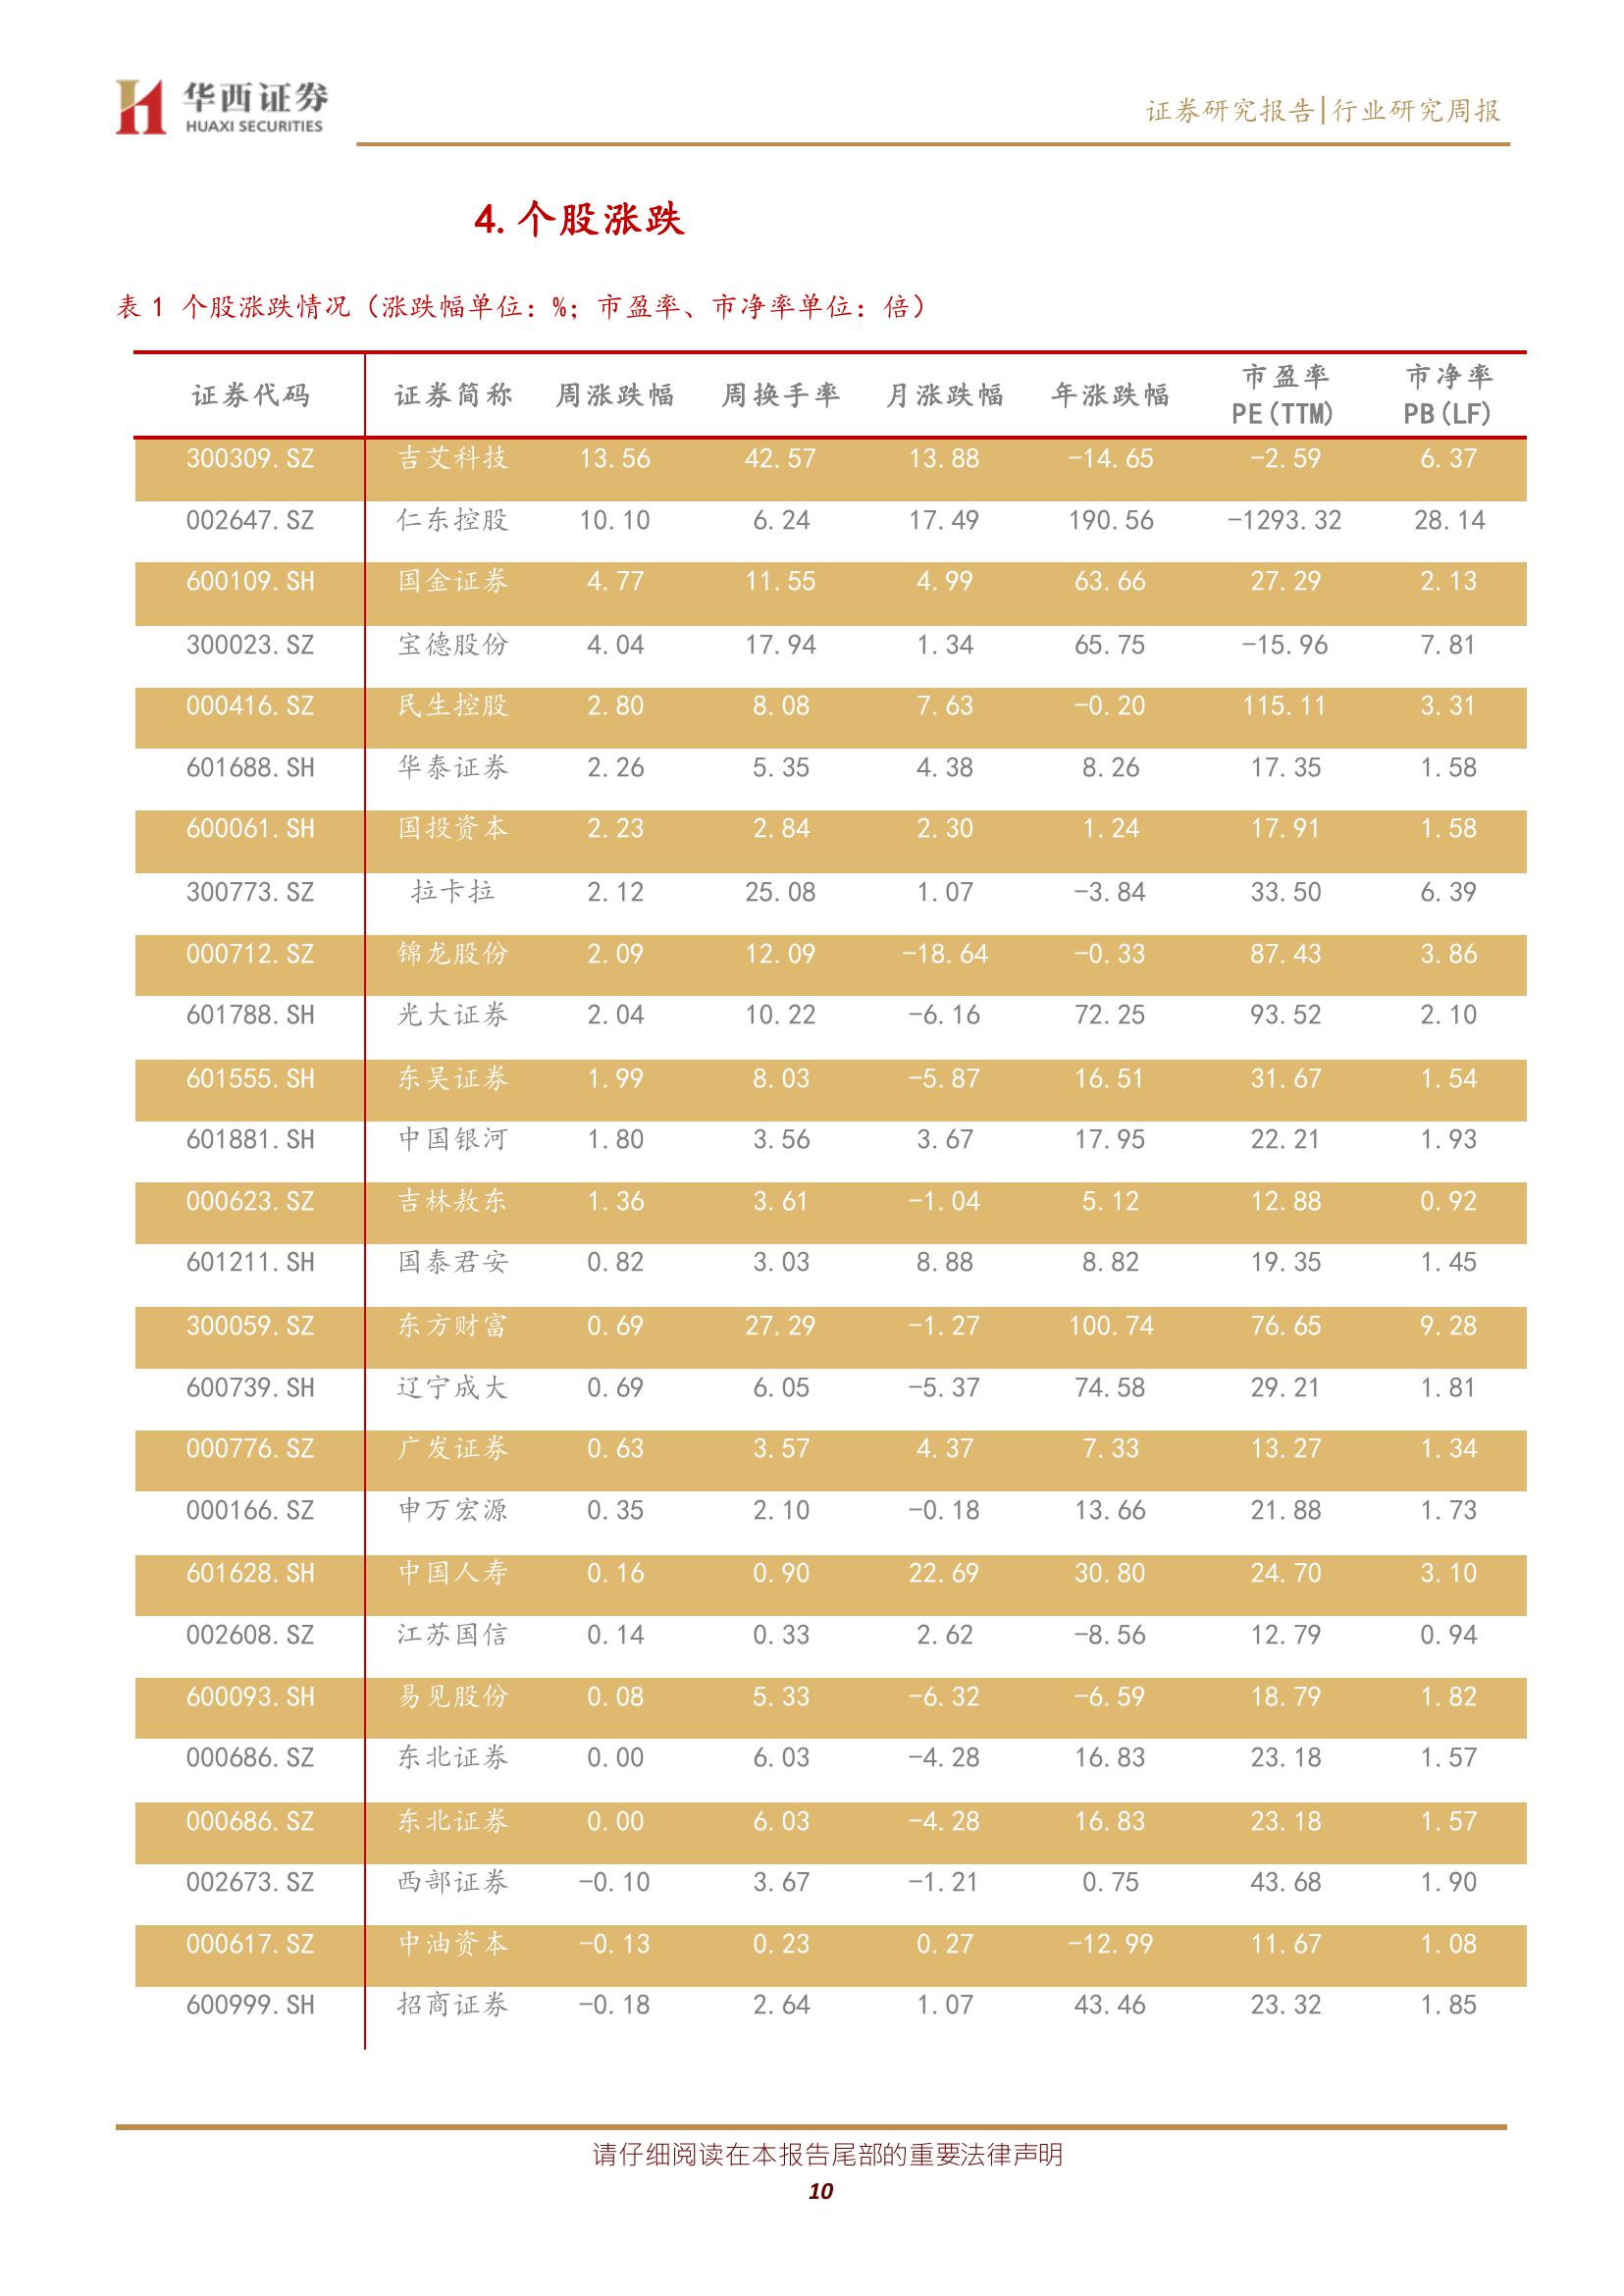 华西证券
HUAXI SECURITIES
证券研究报告|行业研究周报
4.个股涨跌
表 1 个股涨跌情况（涨跌幅单位：%；市盈率、市净率单位：倍）
证券代码 证券简称 周涨跌幅 周换手率 月涨跌幅 年涨跌幅 市盈率 PE(TTM) 市净率 PB(LF)
300309.SZ 吉艾科技 13.56 42.57 13.88 -14.65 -2.59 6.37
002647.SZ 仁东控股 10.10 6.24 17.49 190.56 -1293.32 28.14
600109.SH 国金证券 4.77 11.55 4.99 63.66 27.29 2.13
300023.SZ 宝德股份 4.04 17.94 1.34 65.75 -15.96 7.81
000416.SZ 民生控股 2.80 8.08 7.63 -0.20 115.11 3.31
601688.SH 华泰证券 2.26 5.35 4.38 8.26 17.35 1.58
600061.SH 国投资本 2.23 2.84 2.30 1.24 17.91 1.58
300773.SZ 拉卡拉 2.12 25.08 1.07 -3.84 33.50 6.39
000712.SZ 锦龙股份 2.09 12.09 -18.64 -0.33 87.43 3.86
601788.SH 光大证券 2.04 10.22 -6.16 72.25 93.52 2.10
601555.SH 东吴证券 1.99 8.03 -5.87 16.51 31.67 1.54
601881.SH 中国银河 1.80 3.56 3.67 17.95 22.21 1.93
000623.SZ 吉林敖东 1.36 3.61 -1.04 5.12 12.88 0.92
601211.SH 国泰君安 0.82 3.03 8.88 8.82 19.35 1.45
300059.SZ 东方财富 0.69 27.29 -1.27 100.74 76.65 9.28
600739.SH 辽宁成大 0.69 6.05 -5.37 74.58 29.21 1.81
000776.SZ 广发证券 0.63 3.57 4.37 7.33 13.27 1.34
000166.SZ 申万宏源 0.35 2.10 -0.18 13.66 21.88 1.73
601628.SH 中国人寿 0.16 0.90 22.69 30.80 24.70 3.10
002608.SZ 江苏国信 0.14 0.33 2.62 -8.56 12.79 0.94
600093.SH 易见股份 0.08 5.33 -6.32 -6.59 18.79 1.82
000686.SZ 东北证券 0.00 6.03 -4.28 16.83 23.18 1.57
000686.SZ 东北证券 0.00 6.03 -4.28 16.83 23.18 1.57
002673.SZ 西部证券 -0.10 3.67 -1.21 0.75 43.68 1.90
000617.SZ 中油资本 -0.13 0.23 0.27 -12.99 11.67 1.08
600999.SH 招商证券 -0.18 2.64 1.07 43.46 23.32 1.85
请仔细阅读在本报告尾部的重要法律声明
10